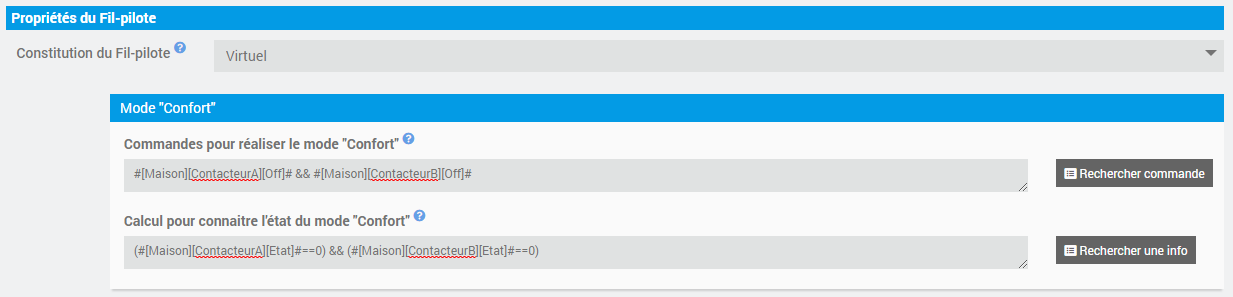 Propriétés du Fil-pilote
Constitution du Fil-pilote ?
Virtuel
Mode "Confort"
Commandes pour réaliser le mode "Confort" ?
#[Maison][ContacteurA][Off]# && #[Maison][ContacteurB][Off]#
Rechercher commande
Calcul pour connaitre l'état du mode "Confort" ?
(#[Maison][ContacteurA][Etat]#==0) && (#[Maison][ContacteurB][Etat]#==0)
Rechercher une info